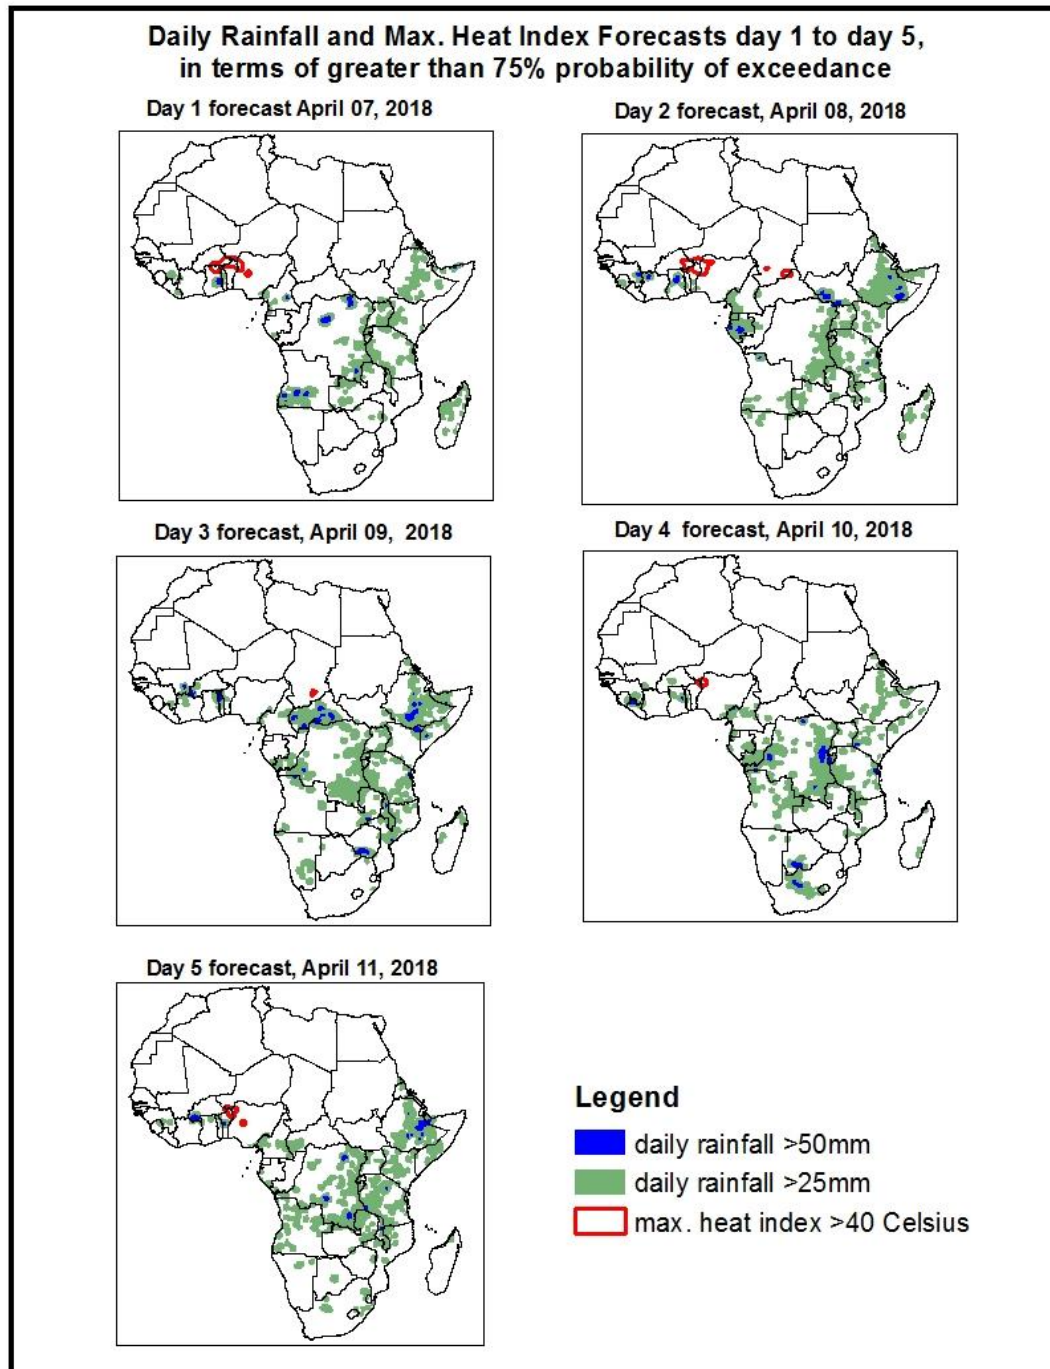 Daily Rainfall and Max. Heat Index Forecasts day 1 to day 5,
in terms of greater than 75% probability of exceedance
Day 1 forecast April 07, 2018
Day 2 forecast, April 08, 2018
Day 3 forecast, April 09, 2018
Day 4 forecast, April 10, 2018
Day 5 forecast, April 11, 2018
Legend
daily rainfall >50mm
daily rainfall >25mm
max. heat index >40 Celsius